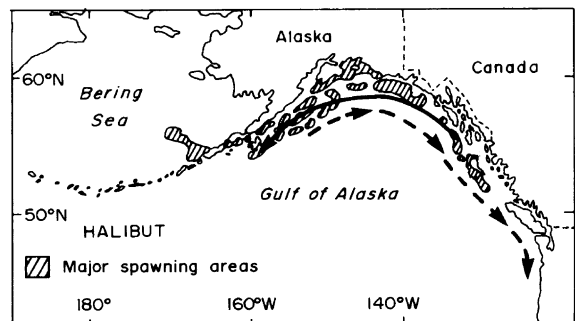 Alaska
Canada
60°N
Bering
Sea
Gulf of Alaska
50°N
HALIBUT
Major spawning areas
180°
160°W
140°W